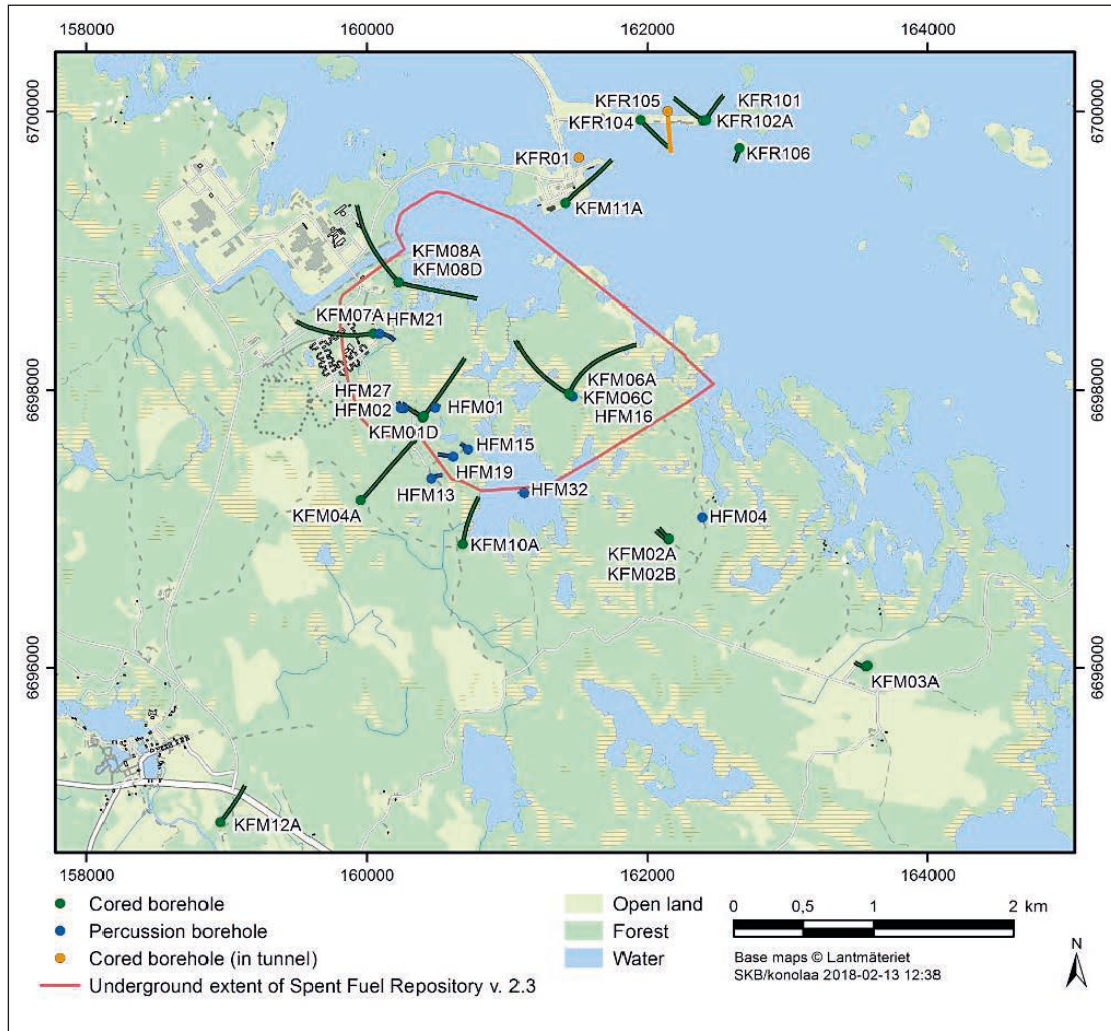 158000
160000
162000
164000
6700000
6700000
KFR105
KFR104
KFR101
KFR102A
KFR01
KFR106
KFM11A
KFM08A
KFM08D
KFM07A
HFM21
6698000
6698000
HFM27
HFM02
HFM01
KFM01D
KFM06A
KFM06C
HFM16
HFM15
HFM19
HFM13
HFM32
HFM04
KFM04A
KFM10A
KFM02A
KFM02B
6696000
6696000
KFM03A
KFM12A
158000
160000
162000
164000
Cored borehole
Percussion borehole
Cored borehole (in tunnel)
Underground extent of Spent Fuel Repository v. 2.3
Open land
Forest
Water
0 0,5 1 2 km
Base maps © Lantmäteriet
SKB/konolaa 2018-02-13 12:38
N